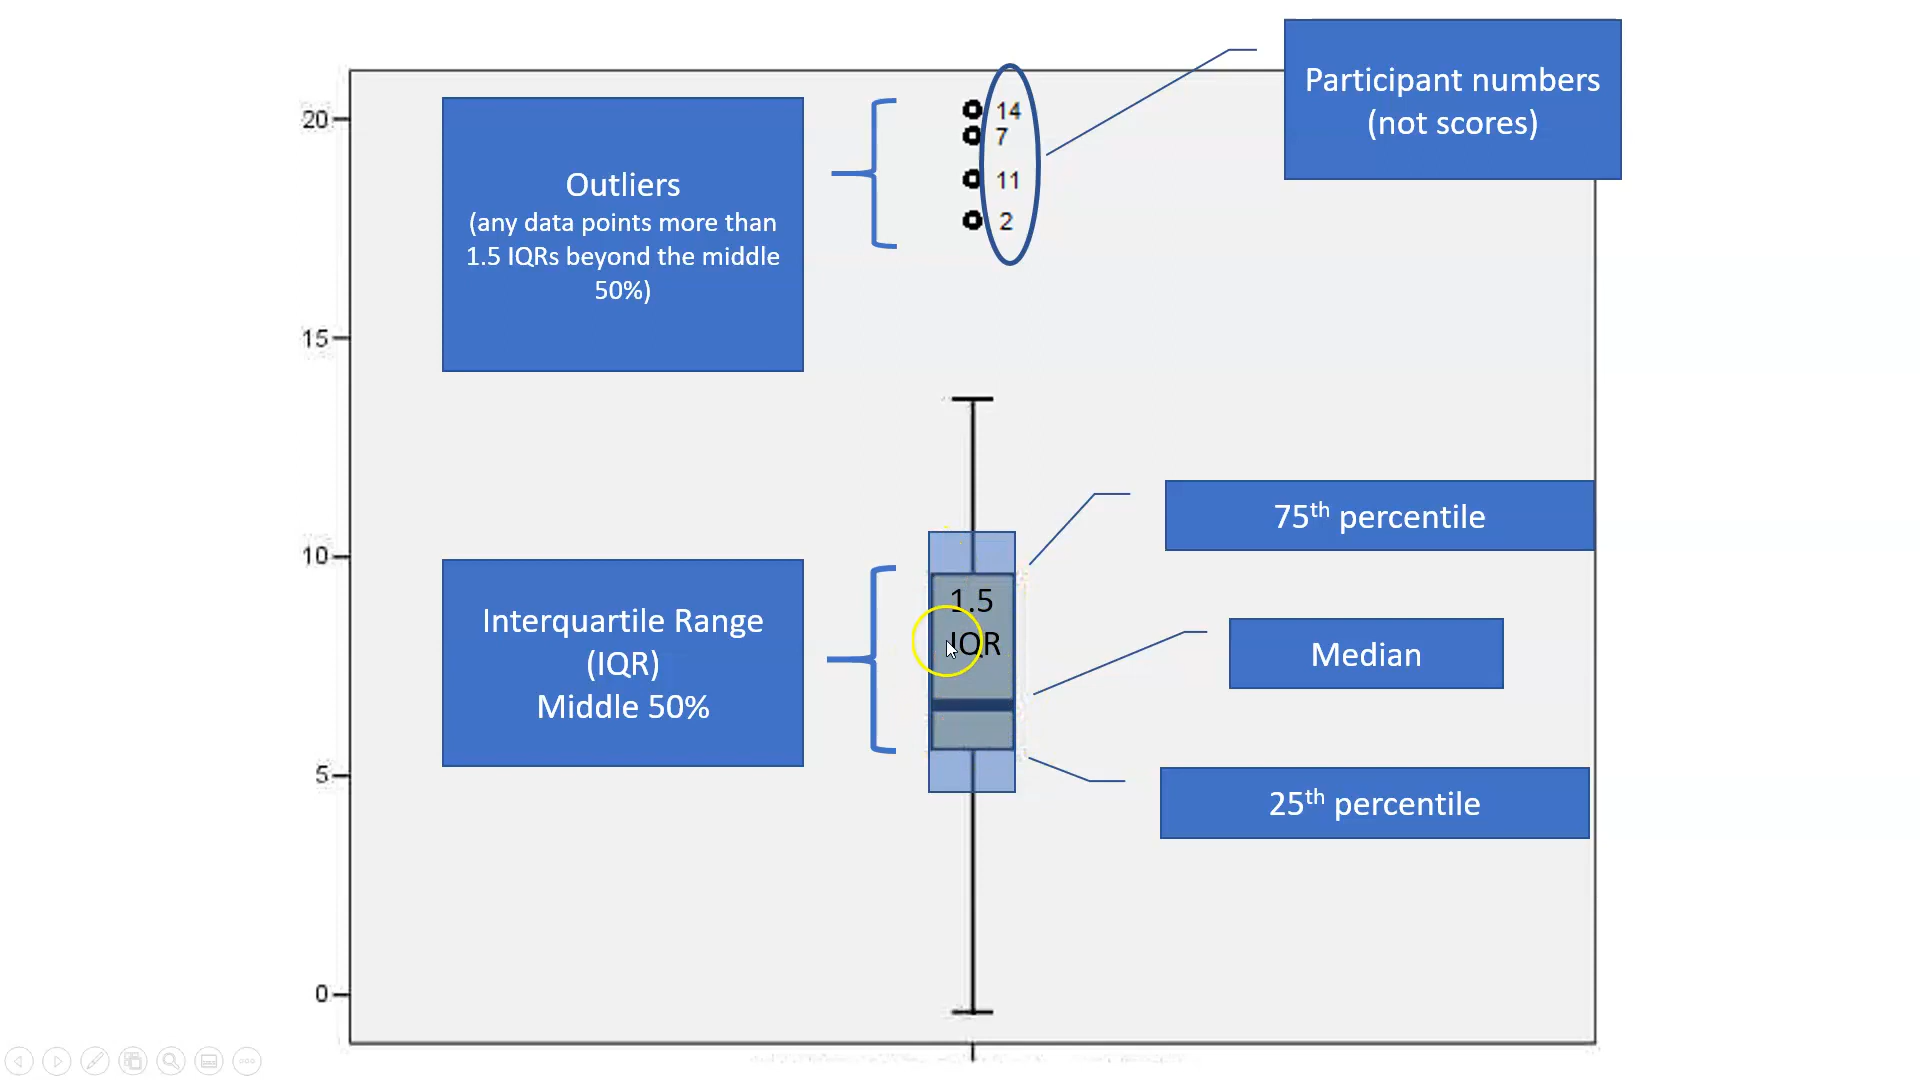 Participant numbers
(not scores)
20
15
10
5
0
Outliers
(any data points more than
1.5 IQRs beyond the middle
50%)
14
7
11
2
75th percentile
1.5
IQR
Interquartile Range
(IQR)
Middle 50%
Median
25th percentile